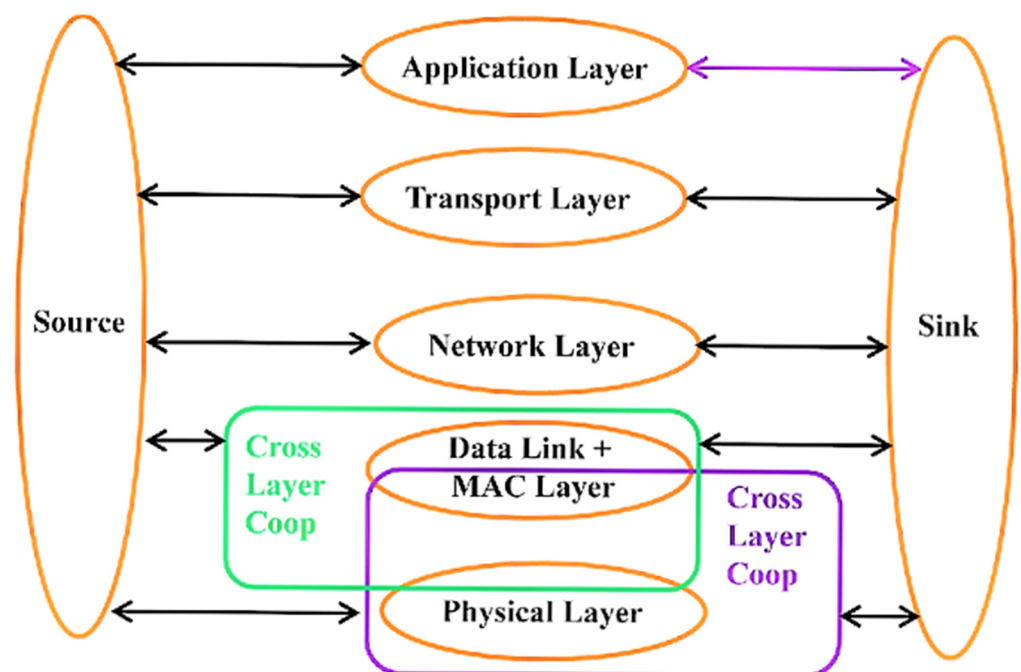 Application Layer
Transport Layer
Source
Sink
Network Layer
Cross
Layer
Coop
Data Link +
MAC Layer
Cross
Layer
Coop
Physical Layer